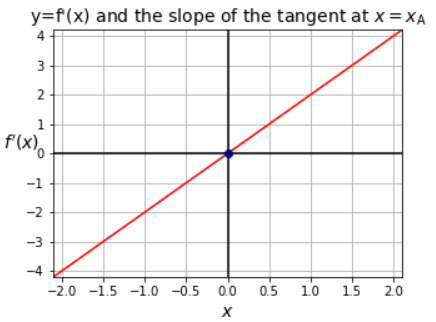 y=f'(x) and the slope of the tangent at x = x_A
4
3
2
1
f′(x)
0
−1
−2
−3
−4
−2.0 −1.5 −1.0 −0.5 0.0 0.5 1.0 1.5 2.0
x